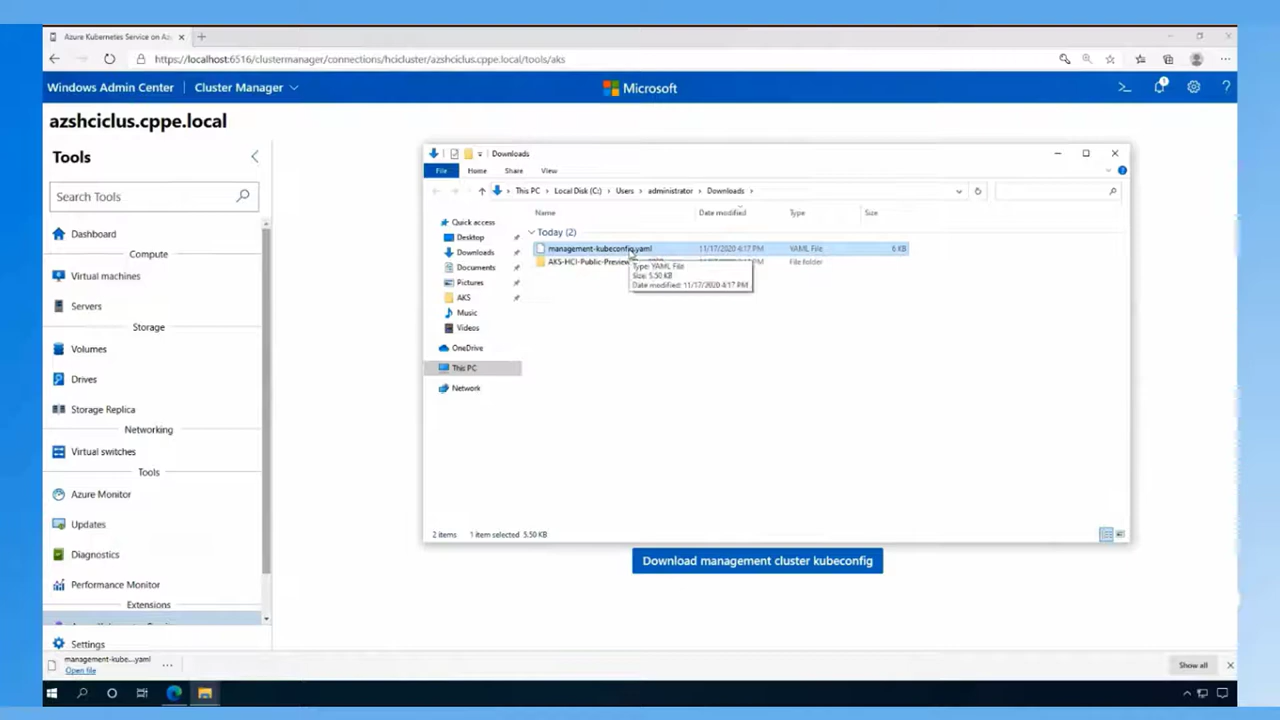 Azure Kubernetes Service on Az
https://localhost:6516/clustermanager/connections/hcicluster/azshciclus.cppe.local/tools/aks
Windows Admin Center
Cluster Manager
Microsoft
1
?
azshciclus.cppe.local
Tools
Search Tools
Dashboard
Compute
Virtual machines
Servers
Storage
Volumes
Drives
Storage Replica
Networking
Virtual switches
Tools
Azure Monitor
Updates
Diagnostics
Performance Monitor
Extensions
Settings
Downloads
File Home Share View
This PC > Local Disk (C:) > Users > administrator > Downloads >
Name Date modified Type Size
Quick access
Desktop
Downloads
Documents
Pictures
AKS
Music
Videos
OneDrive
This PC
Network
Today (2)
management-kubeconfig.yaml 11/17/2020 4:17 PM YAML File 6 KB
AKS-HCI-Public-Preview File folder
Type: YAML File
Size: 5.50 KB
Date modified: 11/17/2020 4:17 PM
2 items 1 item selected 5.50 KB
Download management cluster kubeconfig
management-kube....yaml
Open file
Show all